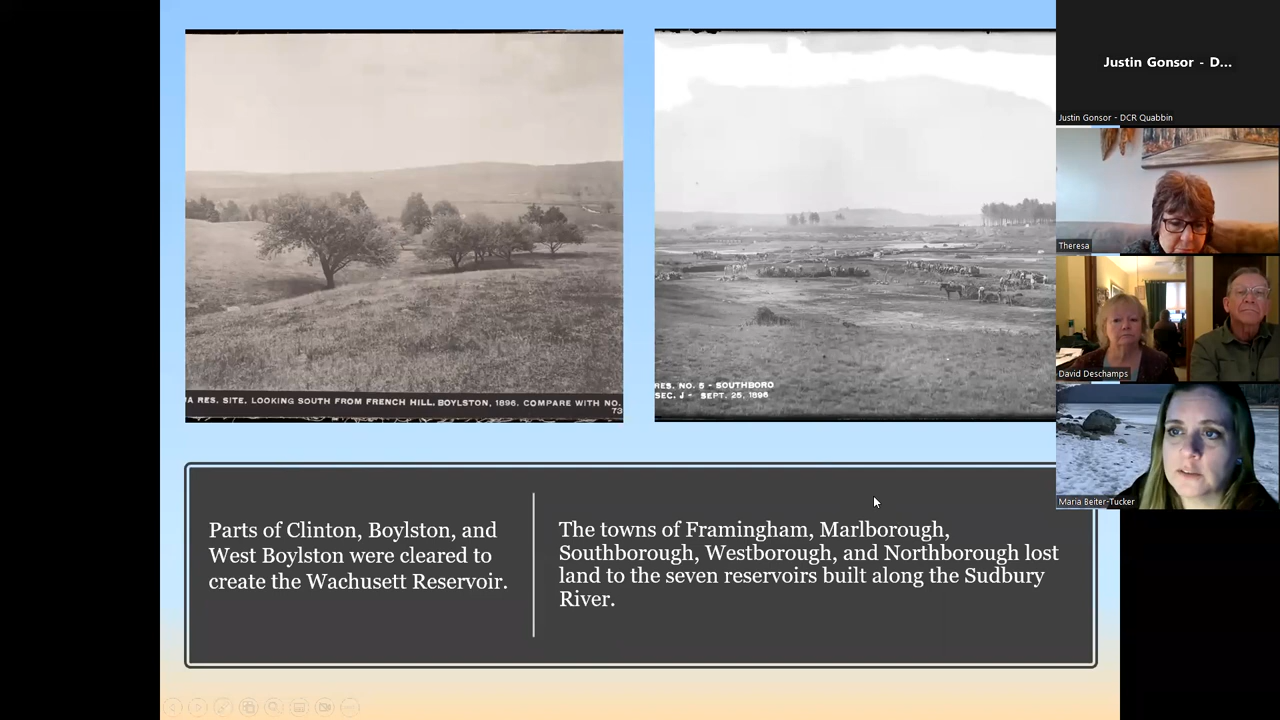 JA RES. SITE. LOOKING SOUTH FROM FRENCH HILL, BOYLSTON, 1896. COMPARE WITH NO.
73
RES. NO. 5 - SOUTHBORO
SEC. J - SEPT. 25, 1896
Parts of Clinton, Boylston, and
West Boylston were cleared to
create the Wachusett Reservoir.
The towns of Framingham, Marlborough,
Southborough, Westborough, and Northborough lost
land to the seven reservoirs built along the Sudbury
River.
Justin Gonsor - D...
Justin Gonsor - DCR Quabbin
Theresa
David Deschamps
Maria Beiter-Tucker